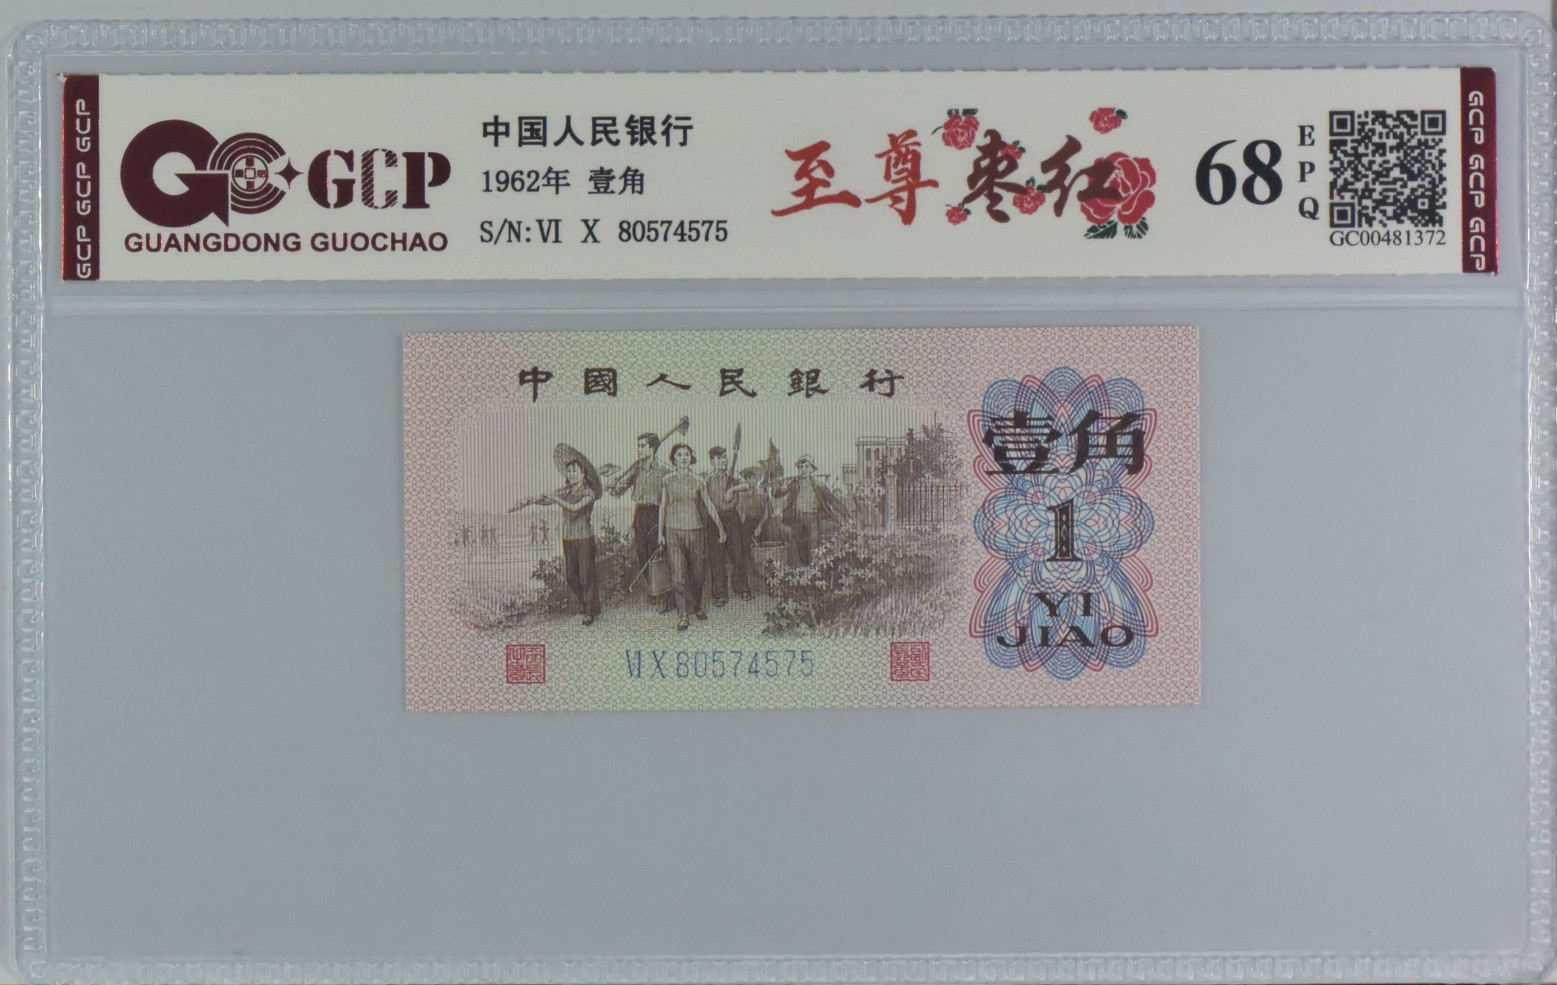 GCP GCP GCP
GCP
GUANGDONG GUOCHAO
中国人民银行
1962年 壹角
S/N: VI X 80574575
至尊枣红
68
EPQ
GC00481372
GCP GCP GCP
中國人民銀行
壹角
1
YI
JIAO
VI X 80574575